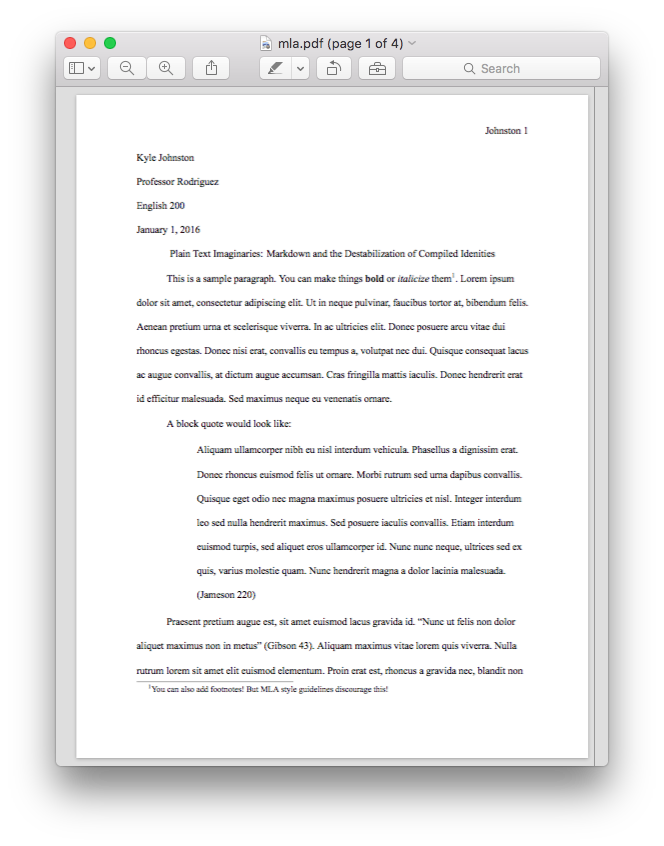 mla.pdf (page 1 of 4)
Search
Johnston 1
Kyle Johnston
Professor Rodriguez
English 200
January 1, 2016
Plain Text Imaginaries: Markdown and the Destabilization of Compiled Idenities
This is a sample paragraph. You can make things bold or italicize them1. Lorem ipsum
dolor sit amet, consectetur adipiscing elit. Ut in neque pulvinar, faucibus tortor at, bibendum felis.
Aenean pretium urna et scelerisque viverra. In ac ultricies elit. Donec posuere arcu vitae dui
rhoncus egestas. Donec nisi erat, convallis eu tempus a, volutpat nec dui. Quisque consequat lacus
ac augue convallis, at dictum augue accumsan. Cras fringilla mattis iaculis. Donec hendrerit erat
id efficitur malesuada. Sed maximus neque eu venenatis ornare.
A block quote would look like:
Aliquam ullamcorper nibh eu nisl interdum vehicula. Phasellus a dignissim erat.
Donec rhoncus euismod felis ut ornare. Morbi rutrum sed urna dapibus convallis.
Quisque eget odio nec magna maximus posuere ultricies et nisl. Integer interdum
leo sed nulla hendrerit maximus. Sed posuere iaculis convallis. Etiam interdum
euismod turpis, sed aliquet eros ullamcorper id. Nunc nunc neque, ultrices sed ex
quis, varius molestie quam. Nunc hendrerit magna a dolor lacinia malesuada.
(Jameson 220)
Praesent pretium augue est, sit amet euismod lacus gravida id. “Nunc ut felis non dolor
aliquet maximus non in metus” (Gibson 43). Aliquam maximus vitae lorem quis viverra. Nulla
rutrum lorem sit amet elit euismod elementum. Proin erat est, rhoncus a gravida nec, blandit non
1You can also add footnotes! But MLA style guidelines discourage this!